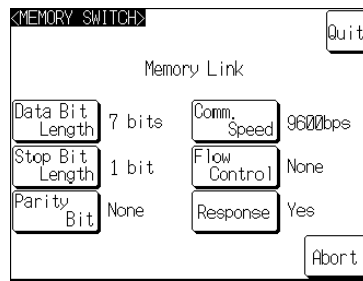 <MEMORY SWITCH>
Quit
Memory Link
Data Bit
Length
7 bits
Comm.
Speed
9600bps
Stop Bit
Length
1 bit
Flow
Control
None
Parity
Bit
None
Response
Yes
Abort